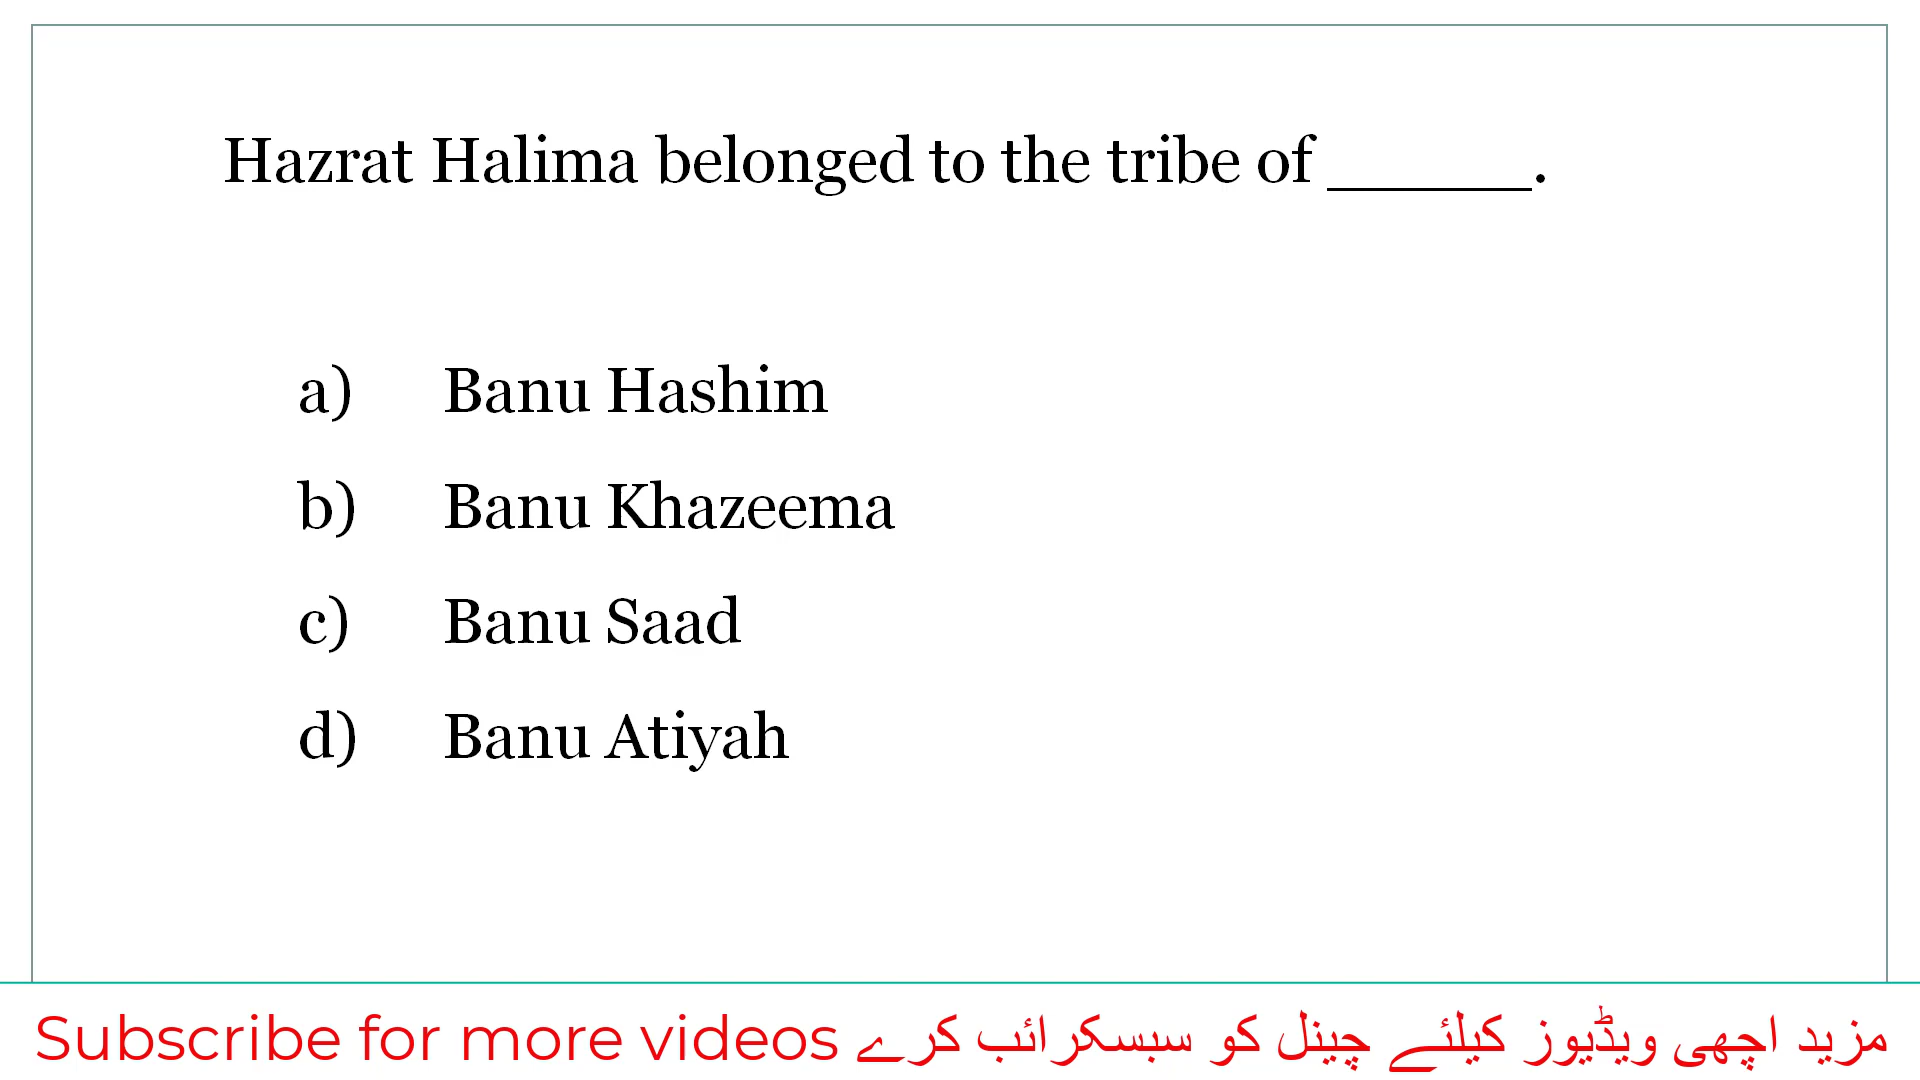 Hazrat Halima belonged to the tribe of ______.
a) Banu Hashim
b) Banu Khazeema
c) Banu Saad
d) Banu Atiyah
Subscribe for more videos مزید اچھی ویڈیوز کیلئے چینل کو سبسکرائب کرے